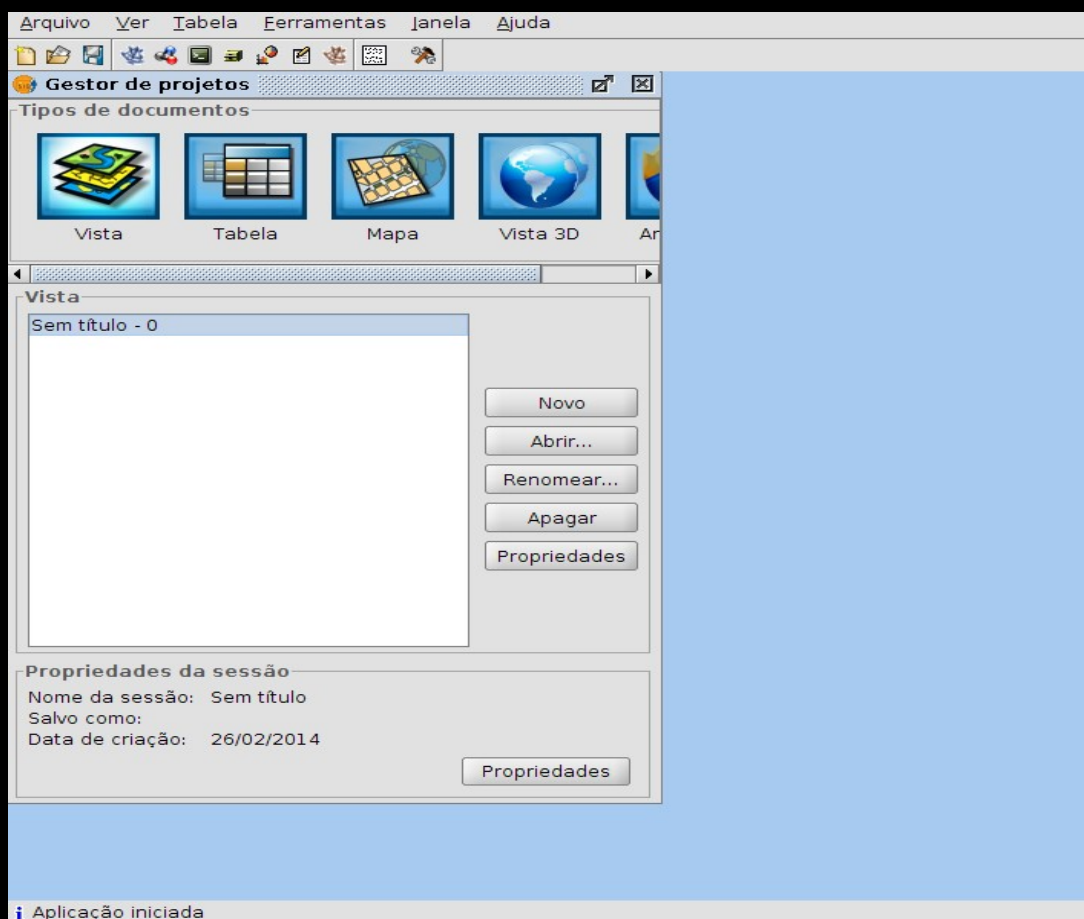 Arquivo Ver Tabela Ferramentas Janela Ajuda
Gestor de projetos
Tipos de documentos
Vista Tabela Mapa Vista 3D Ar
Vista
Sem título - 0
Novo
Abrir...
Renomear...
Apagar
Propriedades
Propriedades da sessão
Nome da sessão: Sem título
Salvo como:
Data de criação: 26/02/2014
Propriedades
Aplicação iniciada